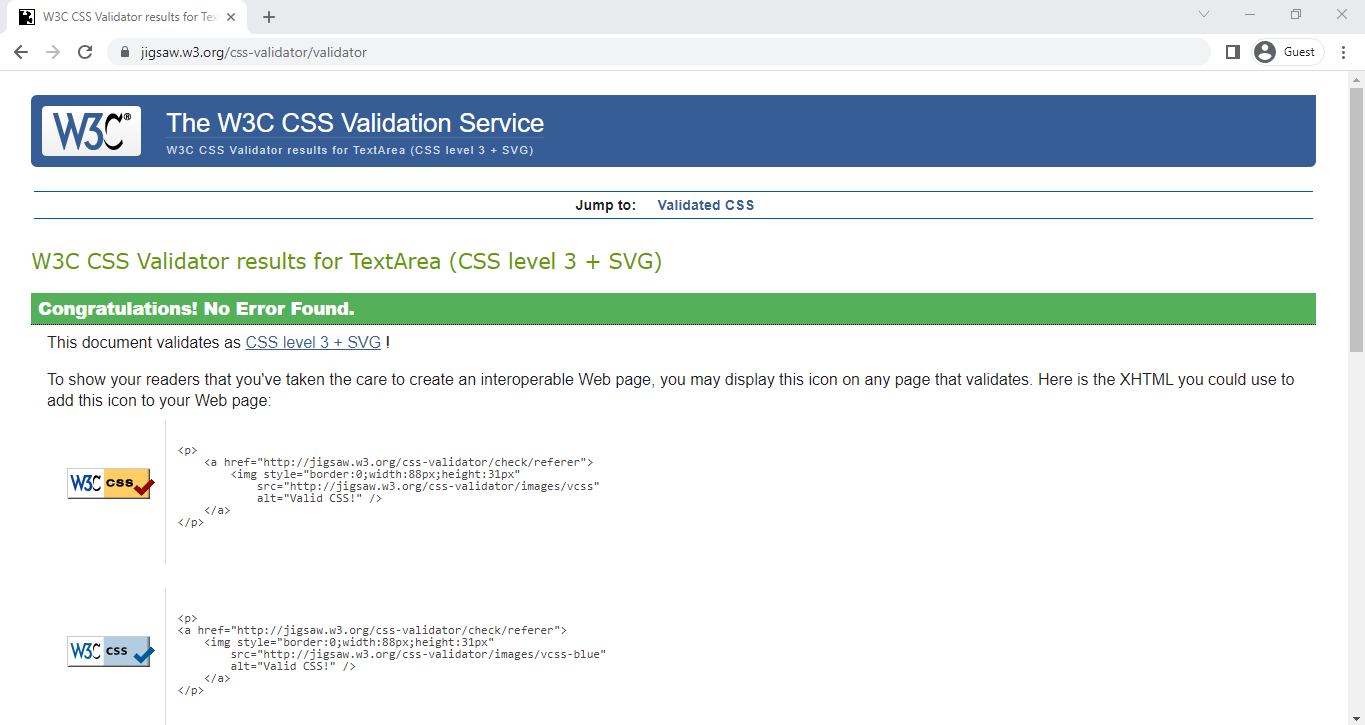 W3C CSS Validator results for Tex
jigsaw.w3.org/css-validator/validator
Guest
W3C® The W3C CSS Validation Service
W3C CSS Validator results for TextArea (CSS level 3 + SVG)
Jump to: Validated CSS
W3C CSS Validator results for TextArea (CSS level 3 + SVG)
Congratulations! No Error Found.
This document validates as CSS level 3 + SVG !
To show your readers that you've taken the care to create an interoperable Web page, you may display this icon on any page that validates. Here is the XHTML you could use to
add this icon to your Web page:
W3C css
<p>
<a href="http://jigsaw.w3.org/css-validator/check/referer">
<img style="border:0;width:88px;height:31px"
src="http://jigsaw.w3.org/css-validator/images/vcss"
alt="Valid CSS!" />
</a>
</p>
W3C css
<p>
<a href="http://jigsaw.w3.org/css-validator/check/referer">
<img style="border:0;width:88px;height:31px"
src="http://jigsaw.w3.org/css-validator/images/vcss-blue"
alt="Valid CSS!" />
</a>
</p>